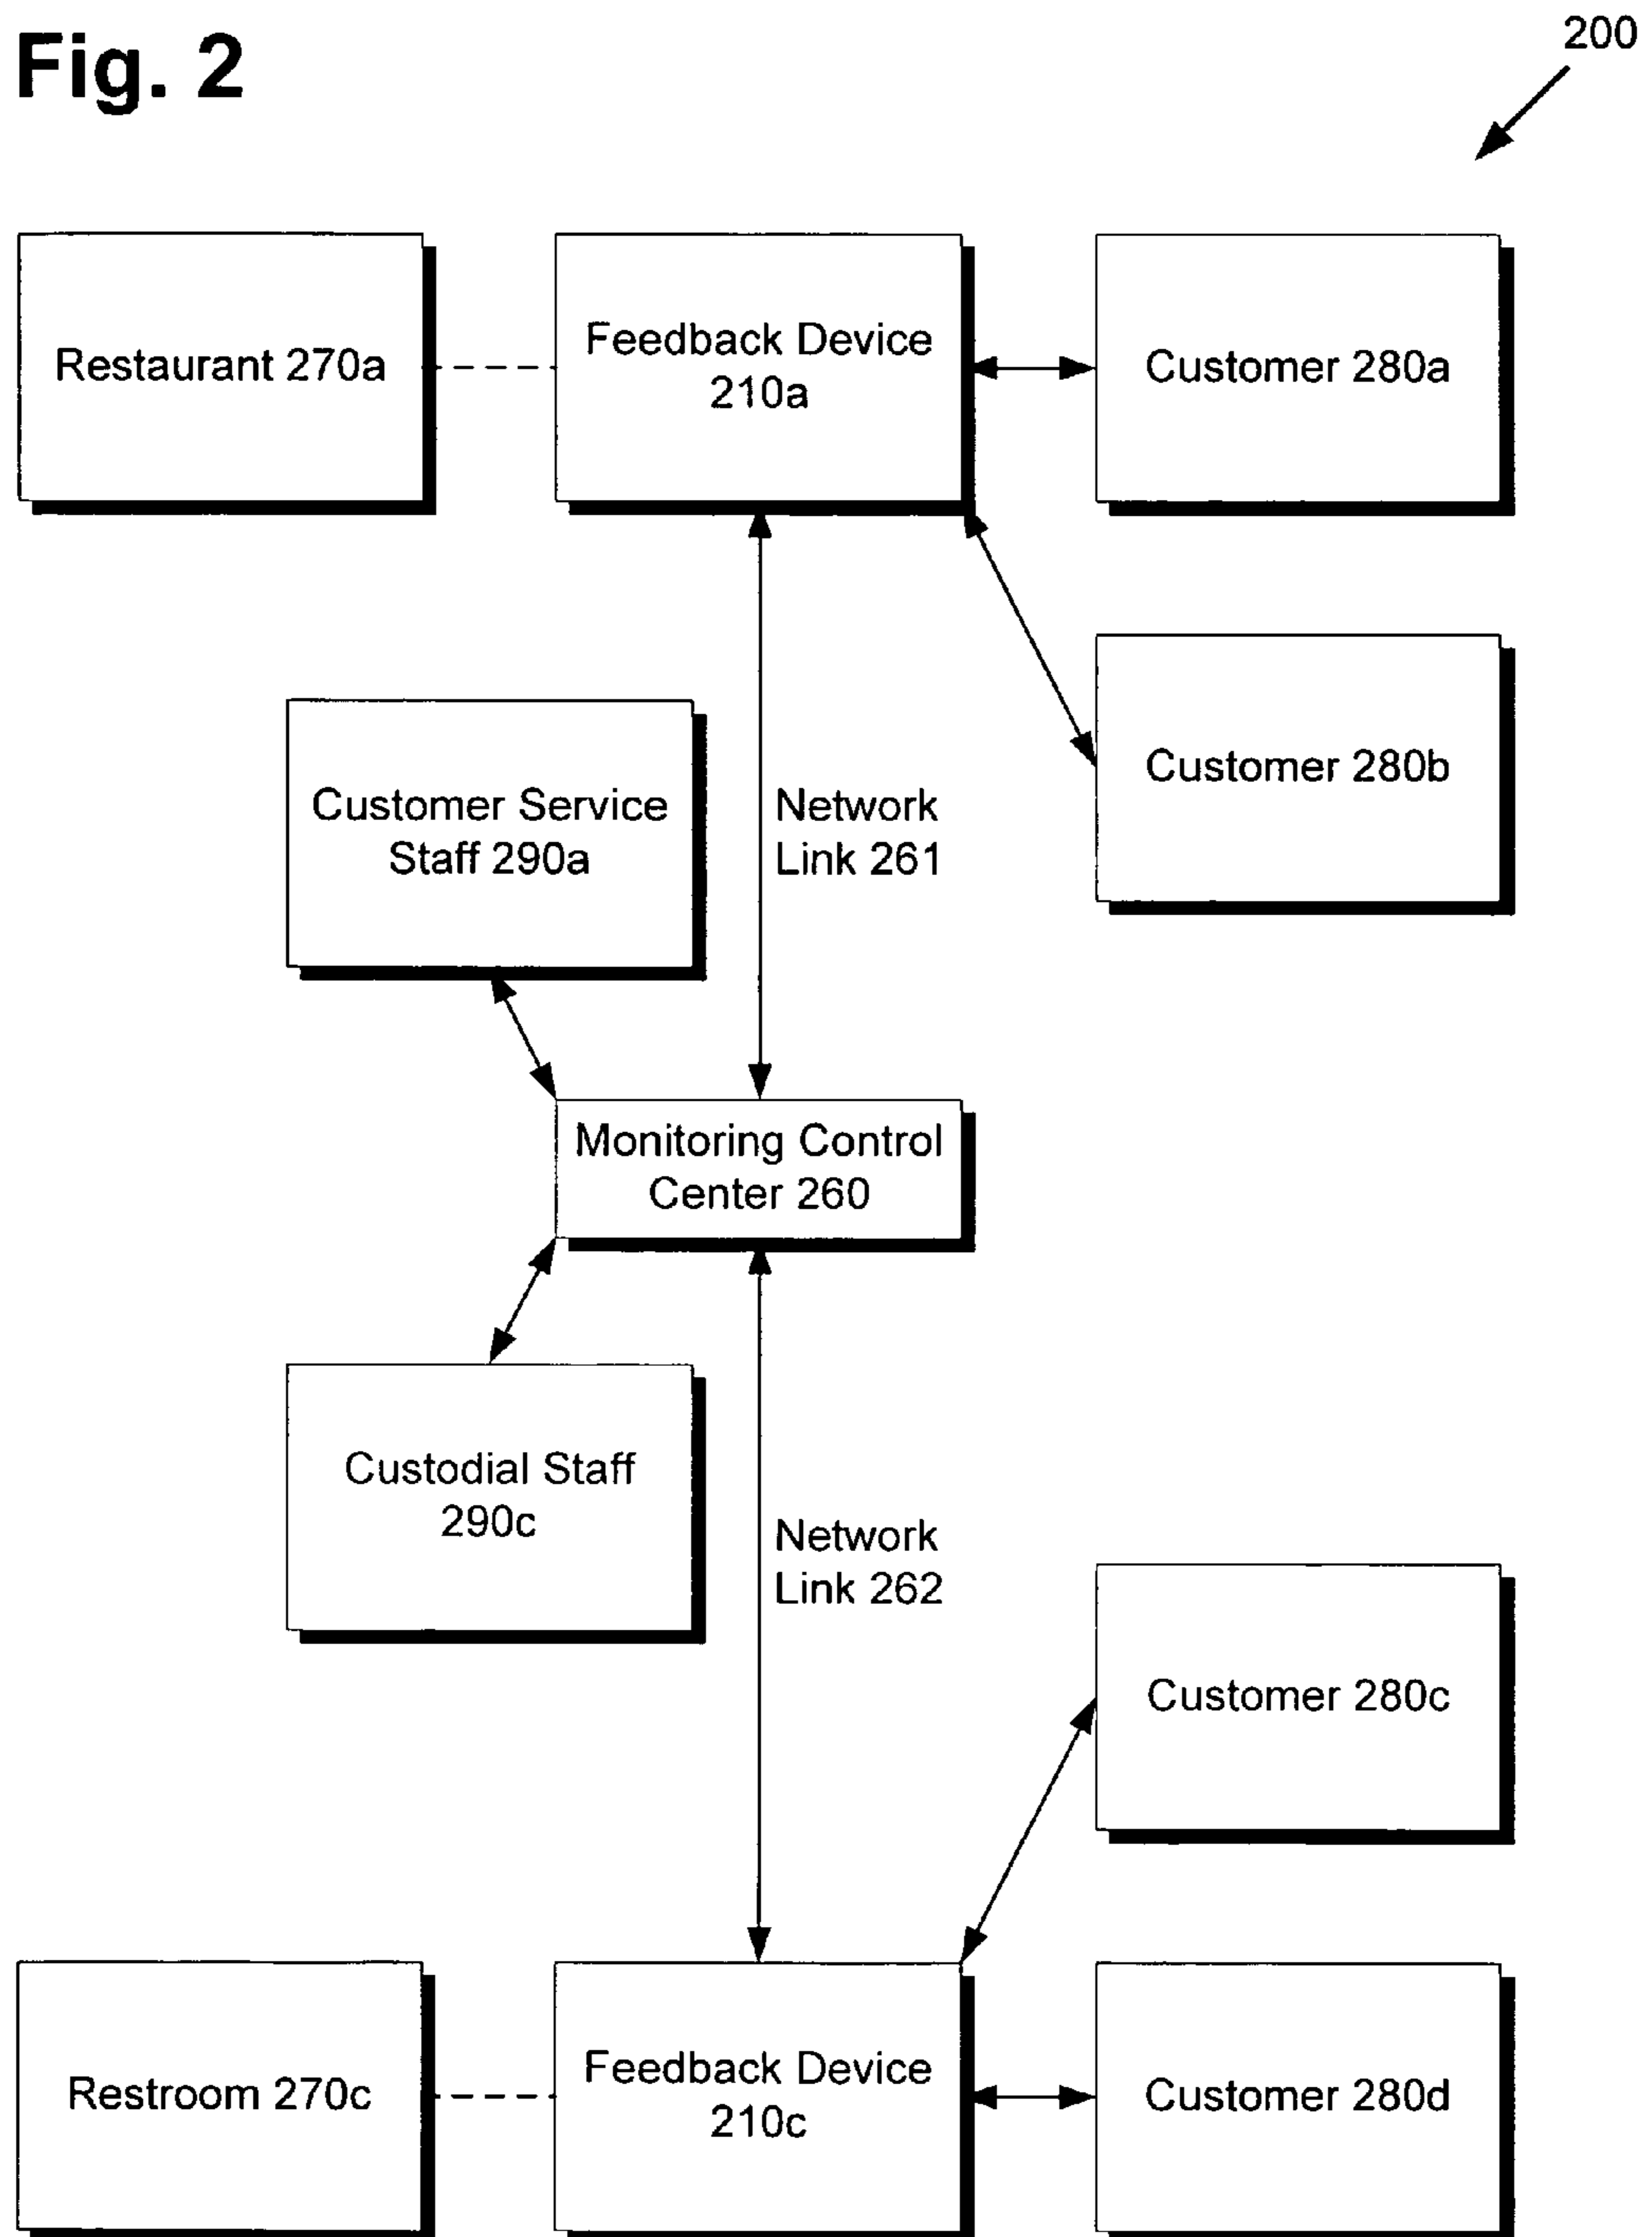 Fig. 2
200
Restaurant 270a
Feedback Device
210a
Customer 280a
Customer 280b
Customer Service
Staff 290a
Network
Link 261
Monitoring Control
Center 260
Custodial Staff
290c
Network
Link 262
Customer 280c
Restroom 270c
Feedback Device
210c
Customer 280d